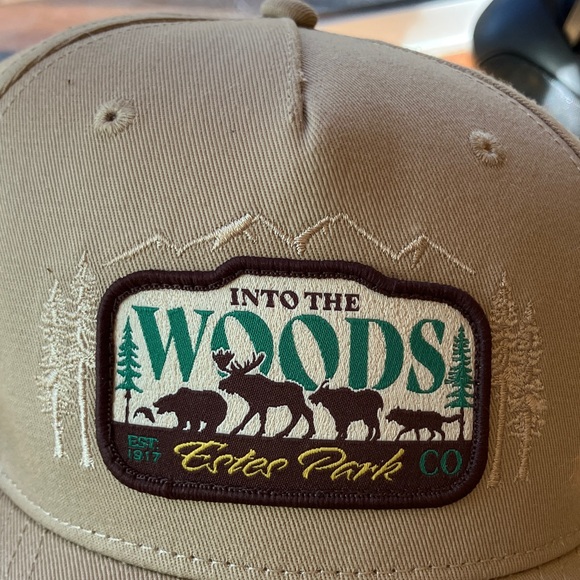 INTO THE
WOODS
EST. 1917
Estes Park
CO